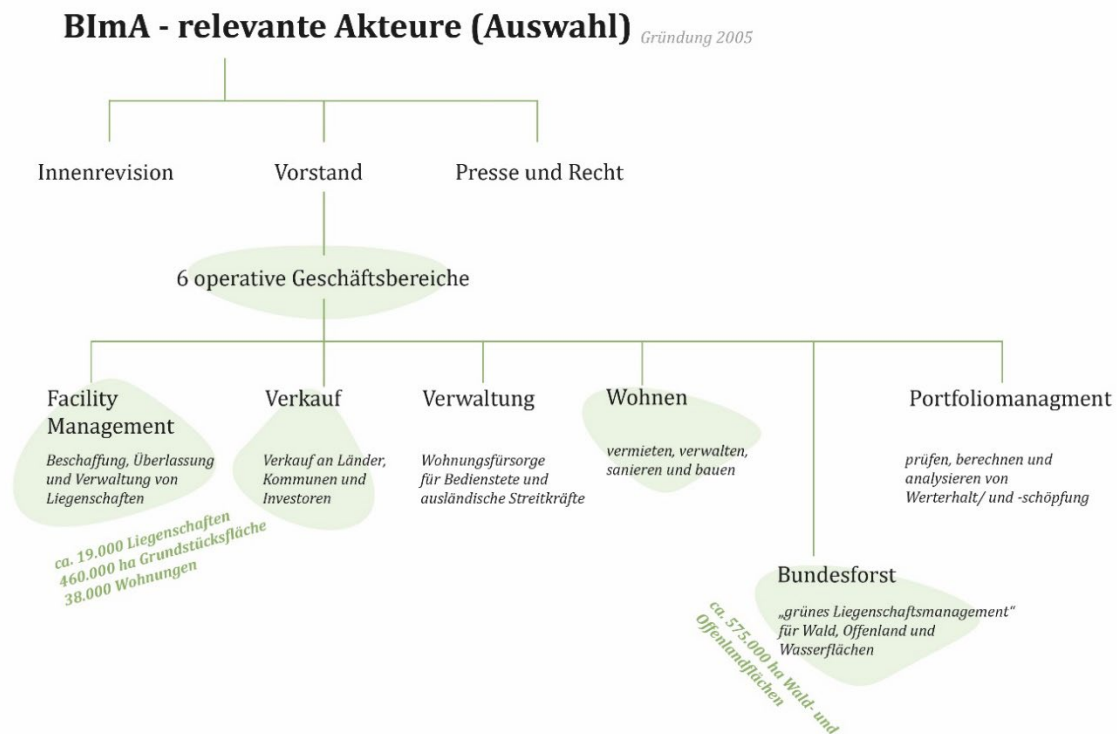 BImA - relevante Akteure (Auswahl) Gründung 2005
Innenrevision
Vorstand
Presse und Recht
6 operative Geschäftsbereiche
Facility
Management
Beschaffung, Überlassung
und Verwaltung von
Liegenschaften
ca. 19.000 Liegenschaften
460.000 ha Grundstücksfläche
38.000 Wohnungen
Verkauf
Verkauf an Länder,
Kommunen und
Investoren
Verwaltung
Wohnungsfürsorge
für Bedienstete und
ausländische Streitkräfte
Wohnen
vermieten, verwalten,
sanieren und bauen
Bundesforst
„grünes Liegenschaftsmanagement“
für Wald, Offenland und
Wasserflächen
ca. 575.000 ha Wald- und
Offenlandflächen
Portfoliomanagment
prüfen, berechnen und
analysieren von
Werterhalt/ und -schöpfung